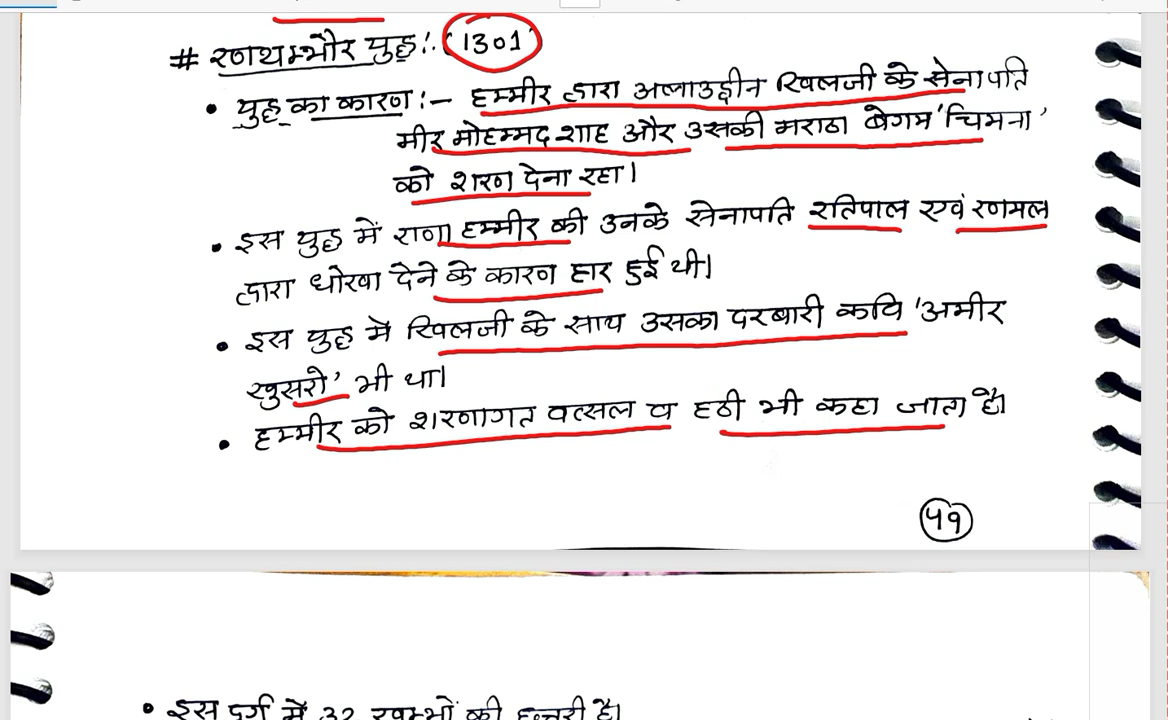 # रणथम्भौर युद्ध :- (1301)
• युद्ध का कारण :- हम्मीर द्वारा अलाउद्दीन खिलजी के सेनापति
मीर मोहम्मद शाह और उसकी मराठा बेगम 'चिमना'
को शरण देना रहा।
• इस युद्ध में राणा हम्मीर की उनके सेनापति रतिपाल एवं रणमल
द्वारा धोखा देने के कारण हार हुई थी।
• इस युद्ध में खिलजी के साथ उसका दरबारी कवि 'अमीर
खुसरो' भी था।
• हम्मीर को शरणागत वत्सल व हठी भी कहा जाता है।
49
• इस दुर्ग में 32 खम्भों की छत्तरी है।